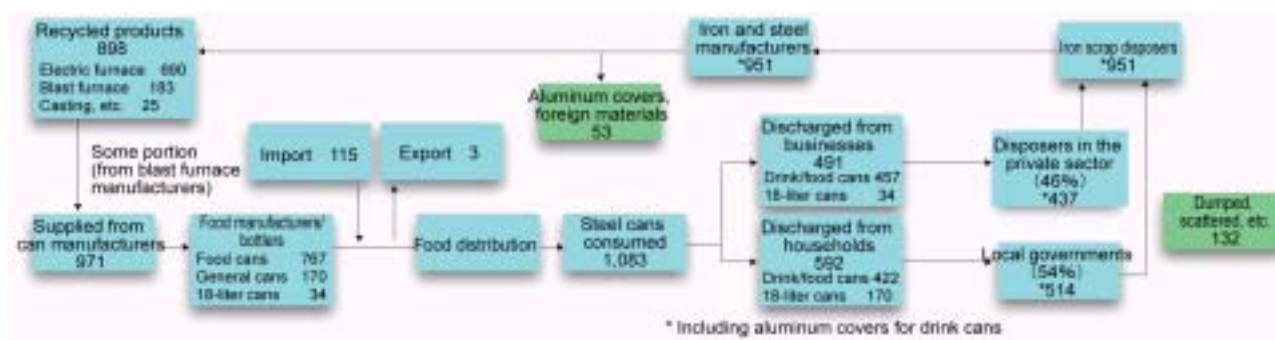 Recycled products
898
Electric furnace 690
Blast furnace 183
Casting, etc. 25
Iron and steel
manufacturers
*951
Iron scrap disposers
*951
Aluminum covers,
foreign materials
53
Some portion
(from blast furnace
manufacturers)
Import 115
Export 3
Discharged from
businesses
491
Drink/food cans 457
18-liter cans 34
Disposers in the
private sector
(46%)
*437
Dumped,
scattered, etc.
132
Supplied from
can manufacturers
971
Food manufacturers/
bottlers
Food cans 767
General cans 170
18-liter cans 34
Food distribution
Steel cans
consumed
1,083
Discharged from
households
592
Drink/food cans 422
18-liter cans 170
Local governments
(54%)
*514
* Including aluminum covers for drink cans